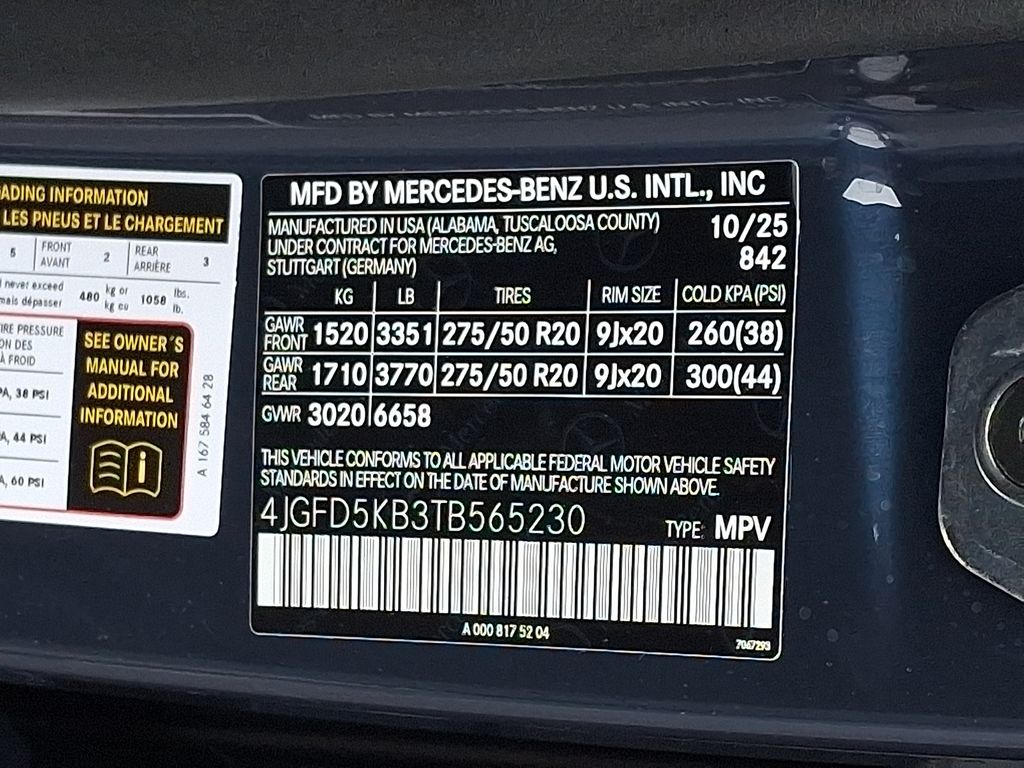 ADING INFORMATION
LES PNEUS ET LE CHARGEMENT
5 FRONT AVANT 2 REAR ARRIÈRE 3
never exceed
mais dépasser 480 kg or kg ou 1058 lbs. lb.
TIRE PRESSURE
ON DES
À FROID
PA, 38 PSI
A, 44 PSI
A, 60 PSI
SEE OWNER´S
MANUAL FOR
ADDITIONAL
INFORMATION
A 167 584 64 28
MFD BY MERCEDES-BENZ U.S. INTL., INC
MANUFACTURED IN USA (ALABAMA, TUSCALOOSA COUNTY) 10/25
UNDER CONTRACT FOR MERCEDES-BENZ AG, 842
STUTTGART (GERMANY)
KG LB TIRES RIM SIZE COLD KPA (PSI)
GAWR FRONT 1520 3351 275/50 R20 9Jx20 260(38)
GAWR REAR 1710 3770 275/50 R20 9Jx20 300(44)
GVWR 3020 6658
THIS VEHICLE CONFORMS TO ALL APPLICABLE FEDERAL MOTOR VEHICLE SAFETY
STANDARDS IN EFFECT ON THE DATE OF MANUFACTURE SHOWN ABOVE.
4JGFD5KB3TB565230 TYPE: MPV
A 000 817 52 04
7067293